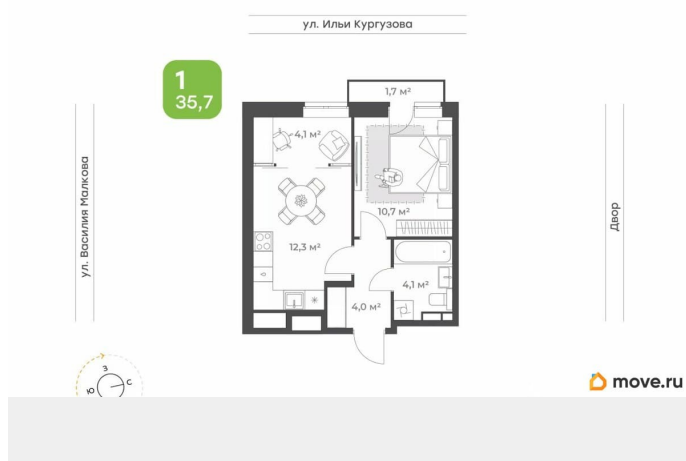 ул. Ильи Кургузова
1
35,7
1,7 м²
4,1 м²
10,7 м²
12,3 м²
4,1 м²
4,0 м²
ул. Василия Малкова
Двор
З
С
Ю
move.ru